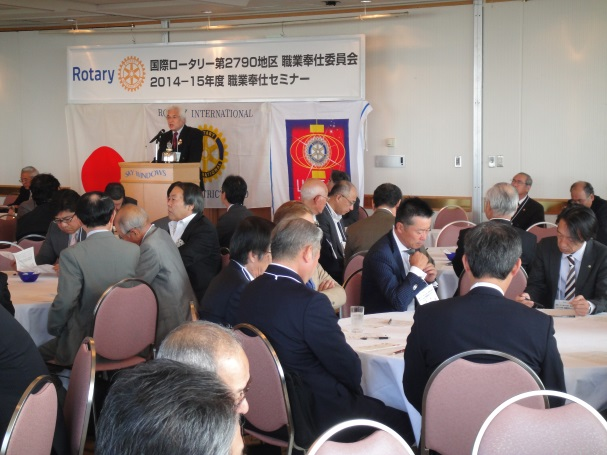 Rotary
国際ロータリー第2790地区 職業奉仕委員会
2014-15年度 職業奉仕セミナー
INTERNATIONAL
SKY WINDOWS